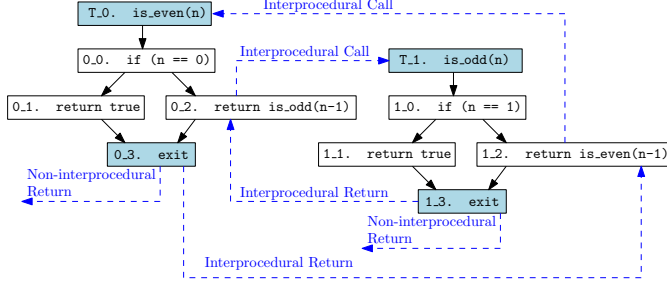 Interprocedural Call
T_0. is_even(n)
0_0. if (n == 0)
Interprocedural Call
T_1. is_odd(n)
0_1. return true
0_2. return is_odd(n-1)
1_0. if (n == 1)
0_3. exit
1_1. return true
1_2. return is_even(n-1)
Non-interprocedural
Return
Interprocedural Return
1_3. exit
Non-interprocedural
Return
Interprocedural Return